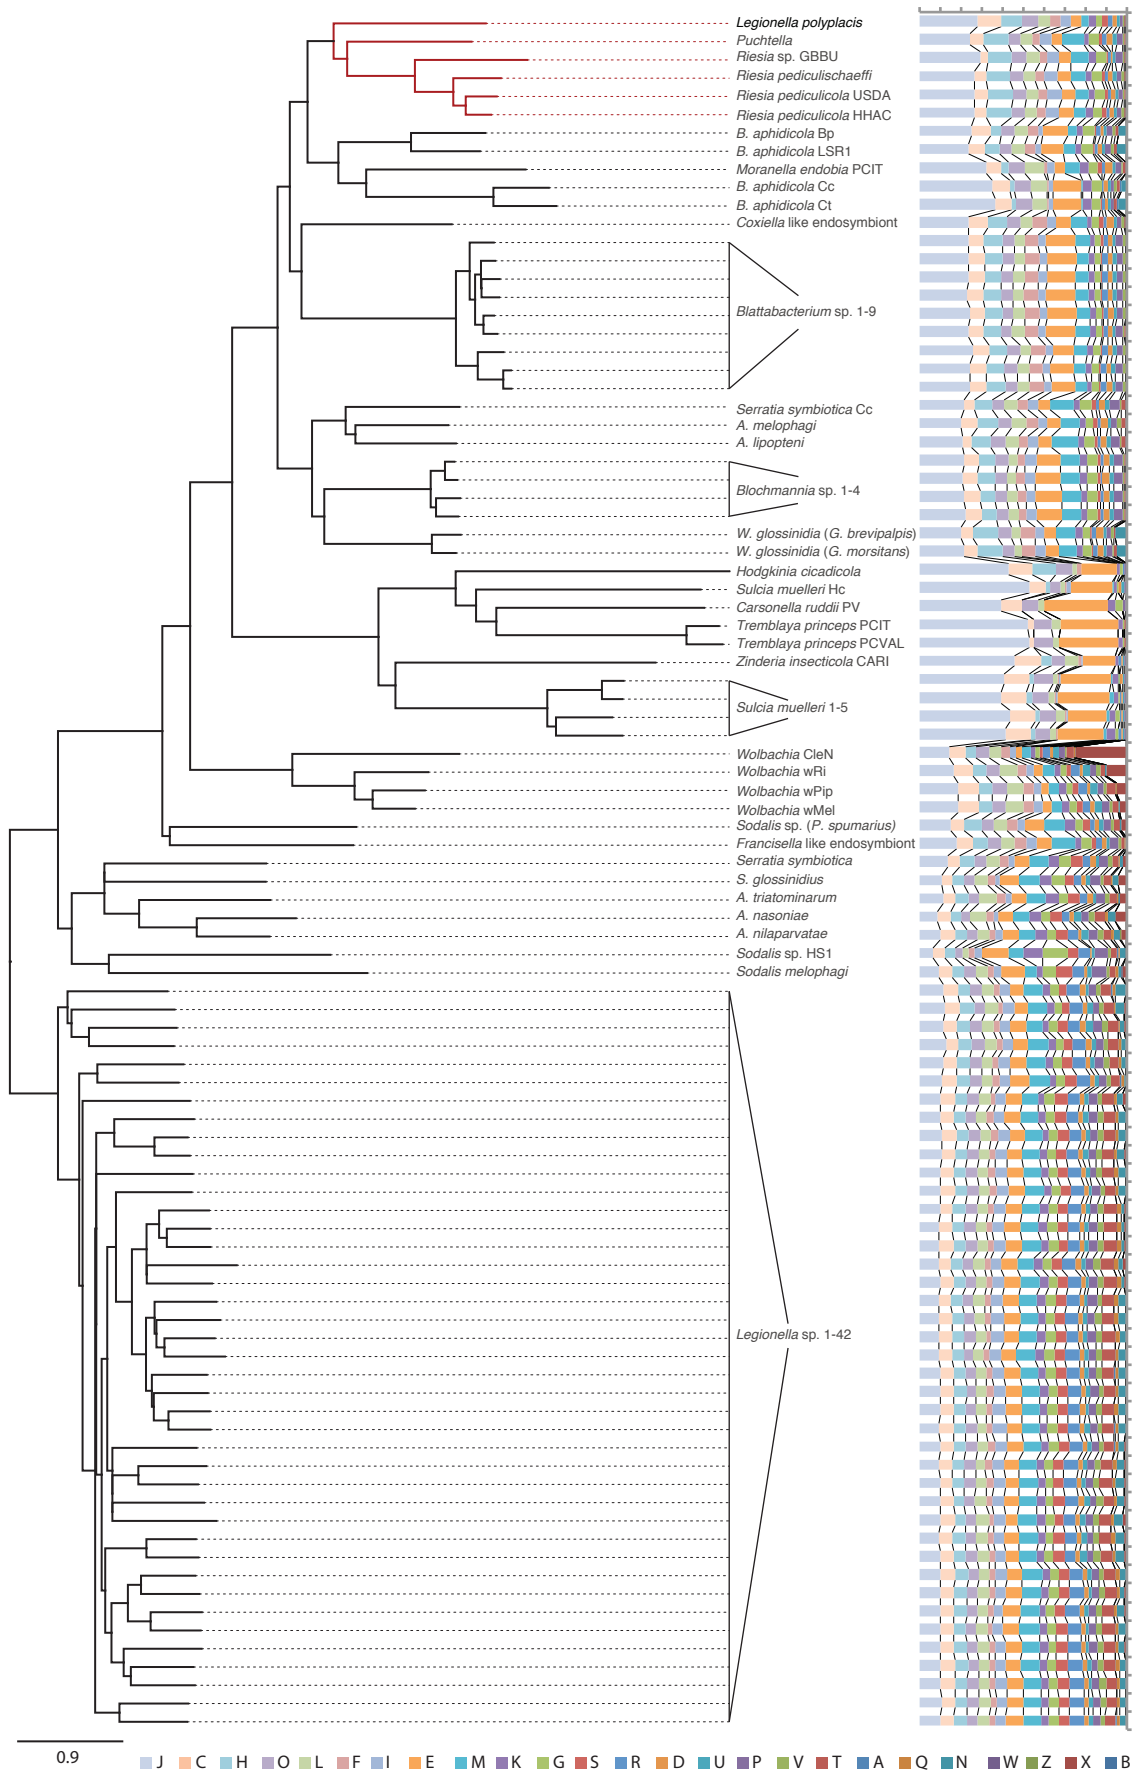 Legionella polyplacis
Puchtella
Riesia sp. GBBU
Riesia pediculischaeffi
Riesia pediculicola USDA
Riesia pediculicola HHAC
B. aphidicola Bp
B. aphidicola LSR1
Moranella endobia PCIT
B. aphidicola Cc
B. aphidicola Ct
Coxiella like endosymbiont
Blattabacterium sp. 1-9
Serratia symbiotica Cc
A. melophagi
A. lipopteni
Blochmannia sp. 1-4
W. glossinidia (G. brevipalpis)
W. glossinidia (G. morsitans)
Hodgkinia cicadicola
Sulcia muelleri Hc
Carsonella ruddii PV
Tremblaya princeps PCIT
Tremblaya princeps PCVAL
Zinderia insecticola CARI
Sulcia muelleri 1-5
Wolbachia CleN
Wolbachia wRi
Wolbachia wPip
Wolbachia wMel
Sodalis sp. (P. spumarius)
Francisella like endosymbiont
Serratia symbiotica
S. glossinidius
A. triatominarum
A. nasoniae
A. nilaparvatae
Sodalis sp. HS1
Sodalis melophagi
Legionella sp. 1-42
0.9
J C H O L F I E M K G S R D U P V T A Q N W Z X B